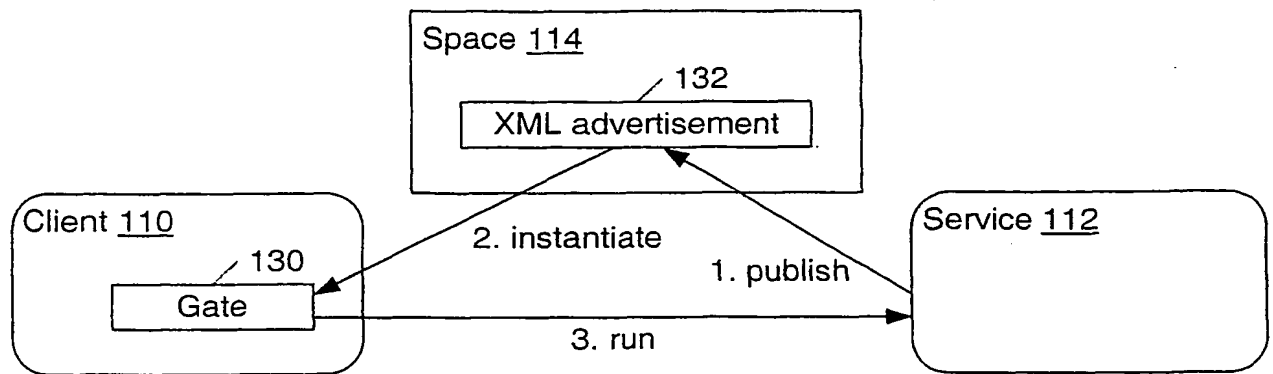 Space 114
132
XML advertisement
Client 110
130
Gate
2. instantiate
1. publish
3. run
Service 112